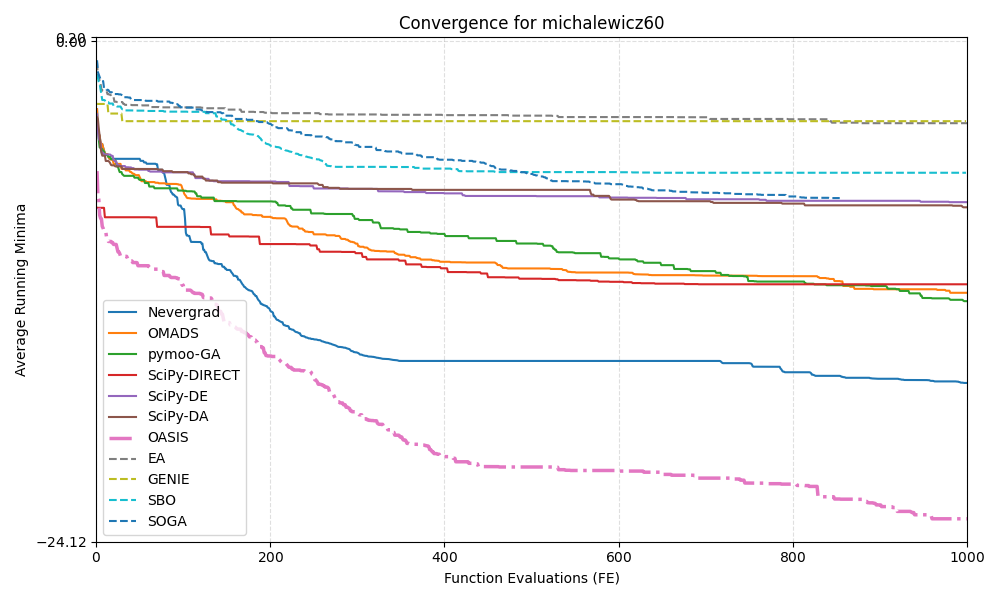 Convergence for michalewicz60
0.20
0.00
Average Running Minima
Nevergrad
OMADS
pymoo-GA
SciPy-DIRECT
SciPy-DE
SciPy-DA
OASIS
EA
GENIE
SBO
SOGA
−24.12
0 200 400 600 800 1000
Function Evaluations (FE)